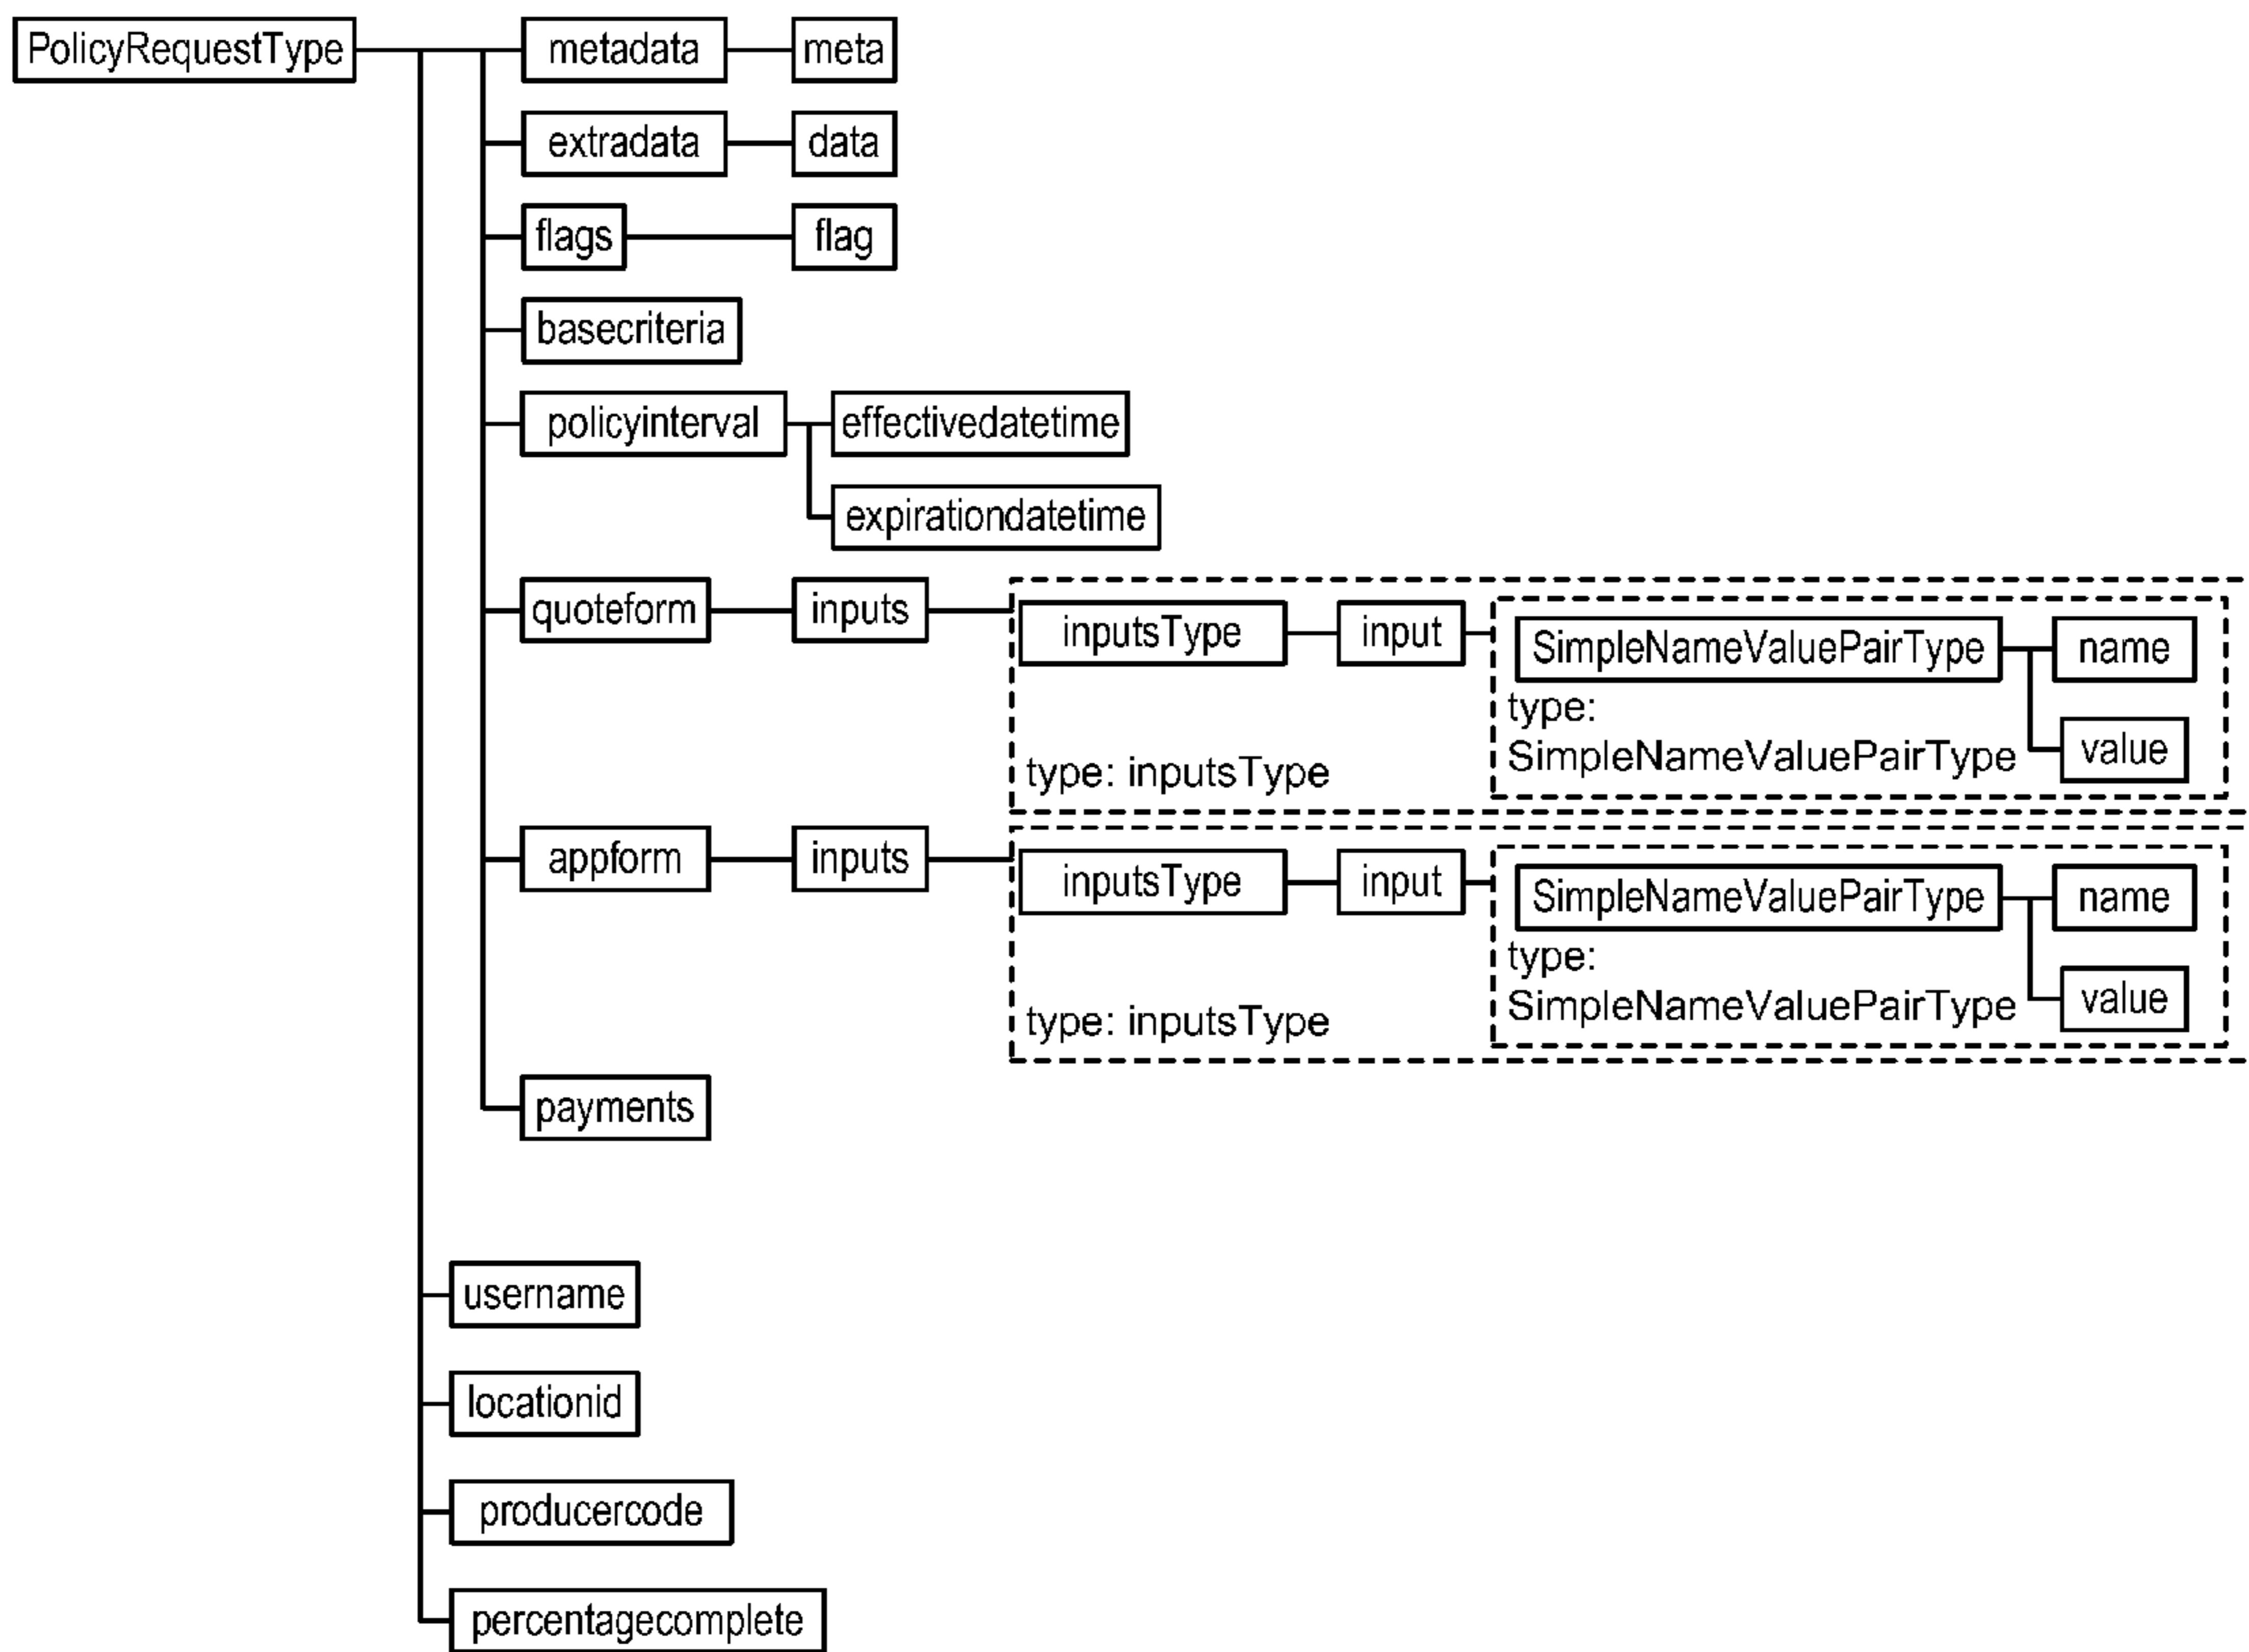 PolicyRequestType
metadata
meta
extradata
data
flags
flag
basecriteria
policyinterval
effectivedatetime
expirationdatetime
quoteform
inputs
inputsType
input
SimpleNameValuePairType
name
type:
SimpleNameValuePairType
value
type: inputsType
appform
inputs
inputsType
input
SimpleNameValuePairType
name
type:
SimpleNameValuePairType
value
type: inputsType
payments
username
locationid
producercode
percentagecomplete